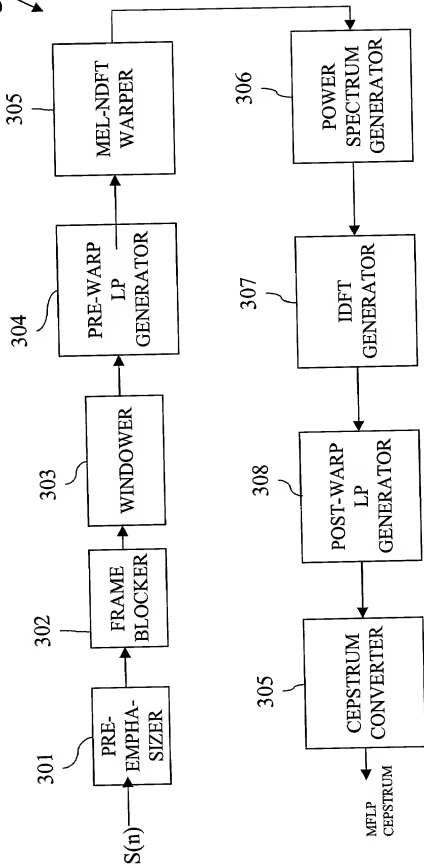 S(n)
301
PRE-
EMPHA-
SIZER
302
FRAME
BLOCKER
303
WINDOWER
304
PRE-WARP
LP
GENERATOR
305
MEL-NDFT
WARPER
306
POWER
SPECTRUM
GENERATOR
307
IDFT
GENERATOR
308
POST-WARP
LP
GENERATOR
305
CEPSTRUM
CONVERTER
MFLP
CEPSTRUM